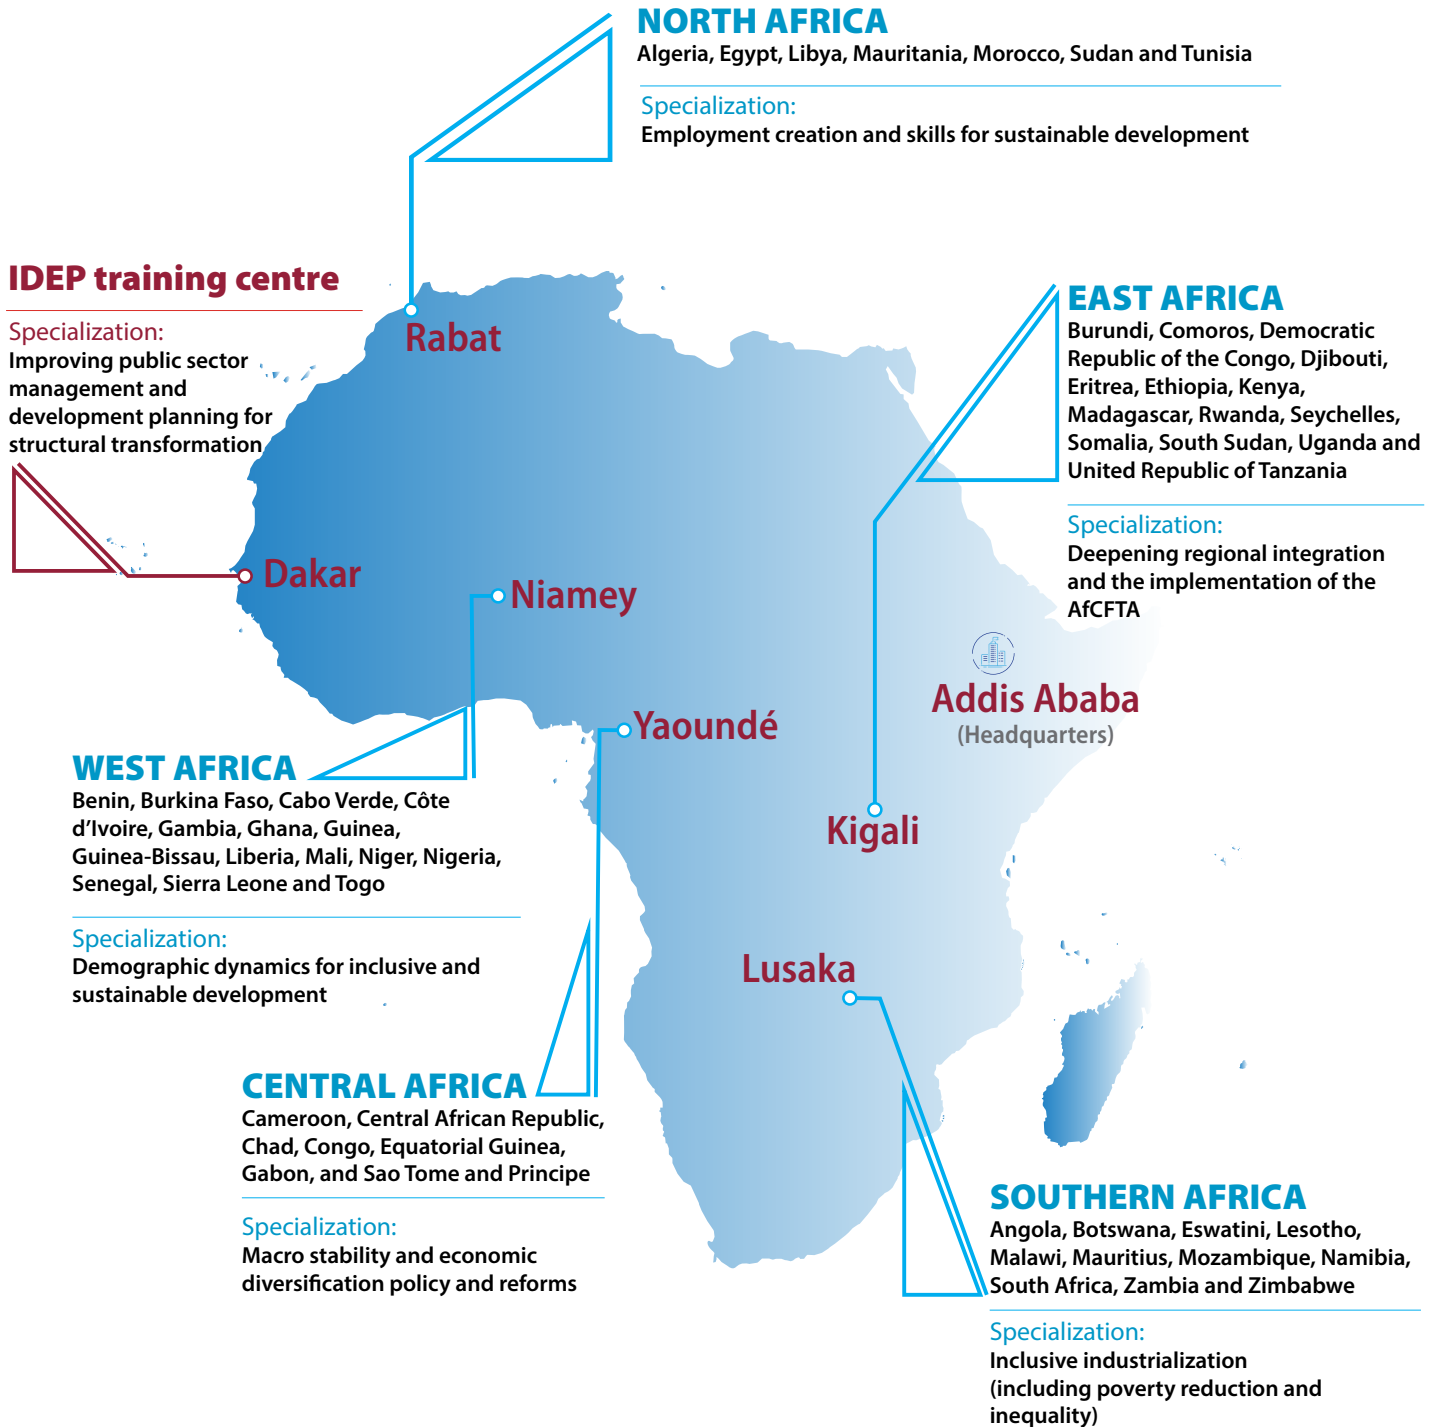 NORTH AFRICA
Algeria, Egypt, Libya, Mauritania, Morocco, Sudan and Tunisia
Specialization:
Employment creation and skills for sustainable development
IDEP training centre
Specialization:
Improving public sector
management and
development planning for
structural transformation
Rabat
EAST AFRICA
Burundi, Comoros, Democratic
Republic of the Congo, Djibouti,
Eritrea, Ethiopia, Kenya,
Madagascar, Rwanda, Seychelles,
Somalia, South Sudan, Uganda and
United Republic of Tanzania
Specialization:
Deepening regional integration
and the implementation of the
AfCFTA
Dakar
Niamey
Addis Ababa
(Headquarters)
Yaoundé
Kigali
WEST AFRICA
Benin, Burkina Faso, Cabo Verde, Côte
d'Ivoire, Gambia, Ghana, Guinea,
Guinea-Bissau, Liberia, Mali, Niger, Nigeria,
Senegal, Sierra Leone and Togo
Specialization:
Demographic dynamics for inclusive and
sustainable development
Lusaka
CENTRAL AFRICA
Cameroon, Central African Republic,
Chad, Congo, Equatorial Guinea,
Gabon, and Sao Tome and Principe
Specialization:
Macro stability and economic
diversification policy and reforms
SOUTHERN AFRICA
Angola, Botswana, Eswatini, Lesotho,
Malawi, Mauritius, Mozambique, Namibia,
South Africa, Zambia and Zimbabwe
Specialization:
Inclusive industrialization
(including poverty reduction and
inequality)